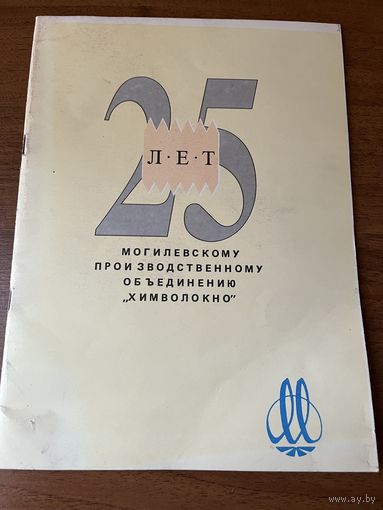 25
Л·Е·Т
МОГИЛЕВСКОМУ
ПРОИЗВОДСТВЕННОМУ
ОБЪЕДИНЕНИЮ
„ХИМВОЛОКНО"
www.ay.by